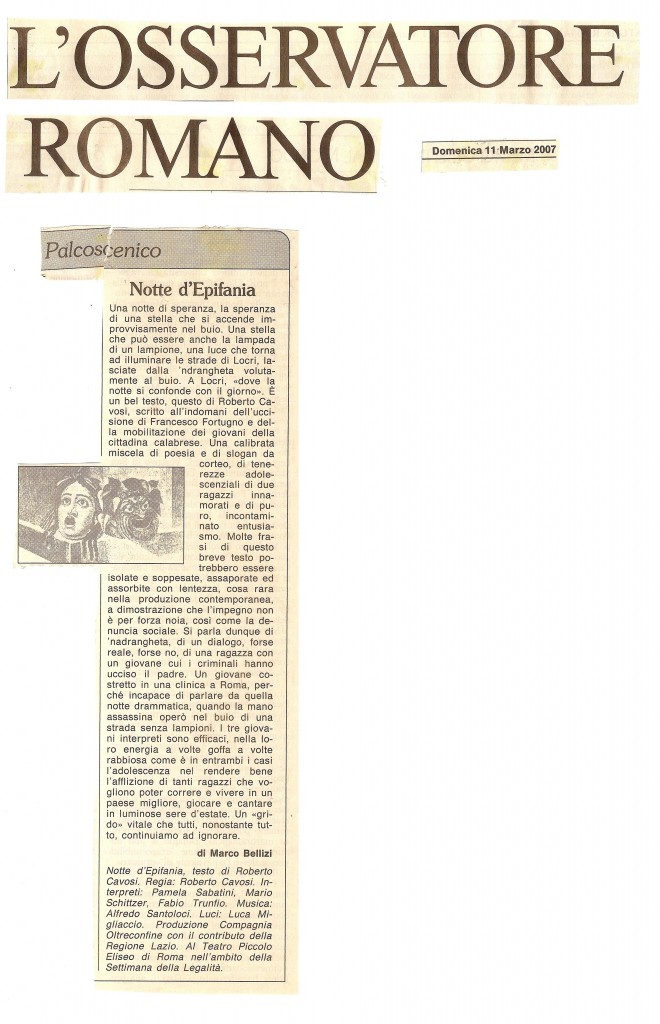 L'OSSERVATORE
ROMANO
Domenica 11 Marzo 2007
Palcoscenico
Notte d'Epifania
Una notte di speranza, la speranza
di una stella che si accende im-
provvisamente nel buio. Una stella
che può essere anche la lampada
di un lampione, una luce che torna
ad illuminare le strade di Locri, la-
sciate dalla 'ndrangheta voluta-
mente al buio. A Locri, «dove la
notte si confonde con il giorno». È
un bel testo, questo di Roberto Ca-
vosi, scritto all'indomani dell'ucci-
sione di Francesco Fortugno e del-
la mobilitazione dei giovani della
cittadina calabrese. Una calibrata
miscela di poesia e di slogan da
corteo, di tene-
rezze adole-
scenziali di due
ragazzi inna-
morati e di pu-
ro, incontami-
nato entusia-
smo. Molte fra-
si di questo
breve testo po-
trebbero essere
isolate e soppesate, assaporate ed
assorbite con lentezza, cosa rara
nella produzione contemporanea,
a dimostrazione che l'impegno non
è per forza noia, così come la de-
nuncia sociale. Si parla dunque di
'nadrangheta, di un dialogo, forse
reale, forse no, di una ragazza con
un giovane cui i criminali hanno
ucciso il padre. Un giovane co-
stretto in una clinica a Roma, per-
chè incapace di parlare da quella
notte drammatica, quando la mano
assassina operò nel buio di una
strada senza lampioni. I tre giova-
ni interpreti sono efficaci, nella lo-
ro energia a volte goffa a volte
rabbiosa come è in entrambi i casi
l'adolescenza nel rendere bene
l'afflizione di tanti ragazzi che vo-
gliono poter correre e vivere in un
paese migliore, giocare e cantare
in luminose sere d'estate. Un «gri-
do» vitale che tutti, nonostante tut-
to, continuiamo ad ignorare.
di Marco Bellizi
Notte d'Epifania, testo di Roberto
Cavosi. Regia: Roberto Cavosi. In-
terpreti: Pamela Sabatini, Mario
Schittzer, Fabio Trunfio. Musica:
Alfredo Santoloci. Luci: Luca Mi-
gliaccio. Produzione Compagnia
Oltreconfine con il contributo della
Regione Lazio. Al Teatro Piccolo
Eliseo di Roma nell'ambito della
Settimana della Legalità.